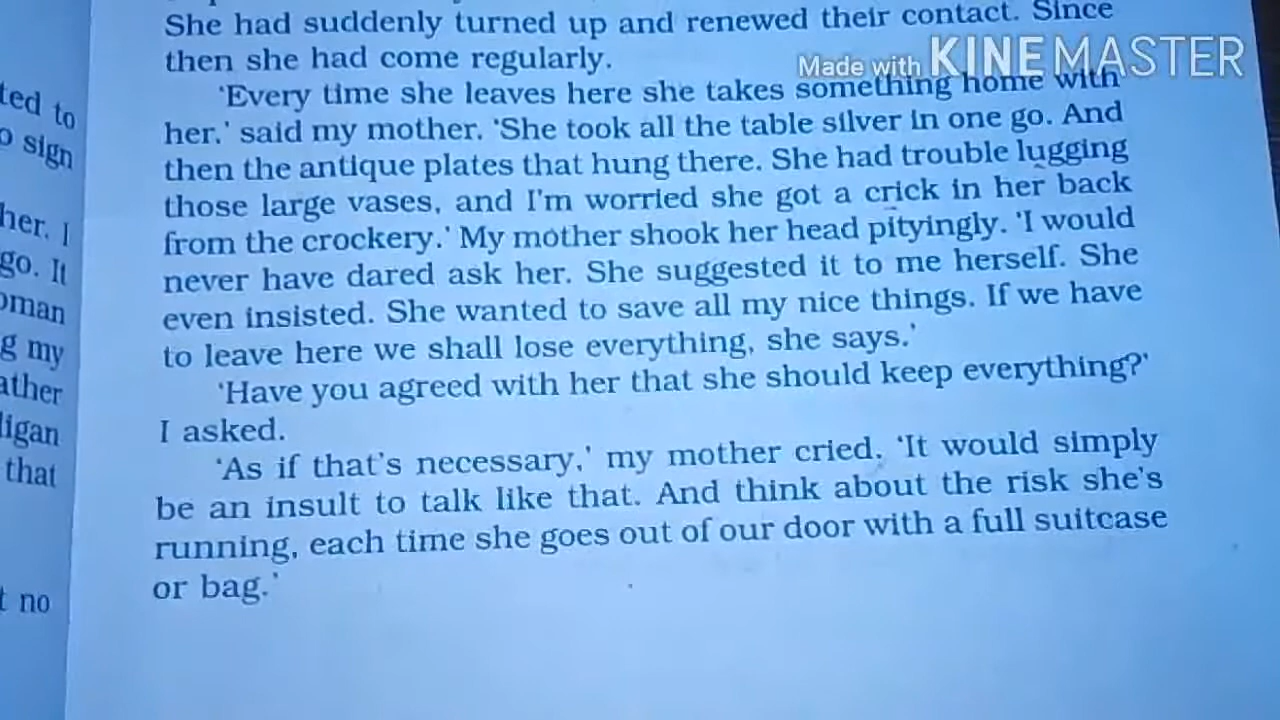 She had suddenly turned up and renewed their contact. Since
then she had come regularly.
Made with KINEMASTER
'Every time she leaves here she takes something home with
her,' said my mother. 'She took all the table silver in one go. And
then the antique plates that hung there. She had trouble lugging
those large vases, and I'm worried she got a crick in her back
from the crockery.' My mother shook her head pityingly. 'I would
never have dared ask her. She suggested it to me herself. She
even insisted. She wanted to save all my nice things. If we have
to leave here we shall lose everything, she says.'
'Have you agreed with her that she should keep everything?'
I asked.
'As if that's necessary,' my mother cried. 'It would simply
be an insult to talk like that. And think about the risk she's
running, each time she goes out of our door with a full suitcase
or bag.'
ted to
sign
her. I
go. It
my
that
no